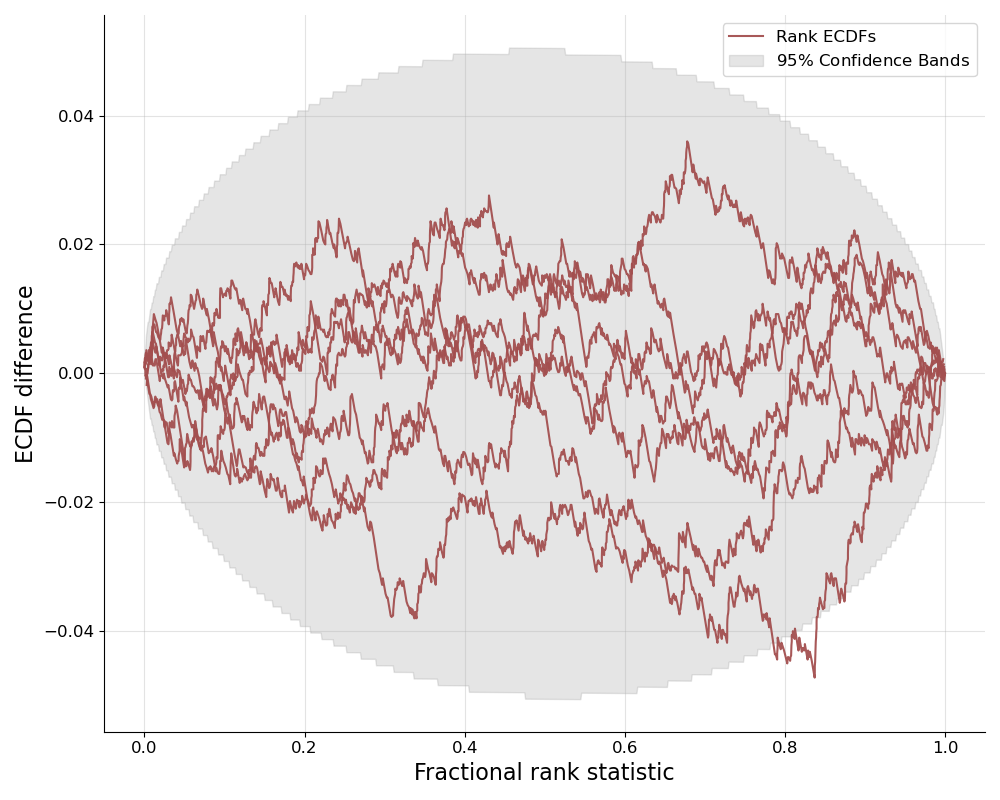 Rank ECDFs
95% Confidence Bands
0.04
0.02
0.00
−0.02
−0.04
ECDF difference
0.0 0.2 0.4 0.6 0.8 1.0
Fractional rank statistic